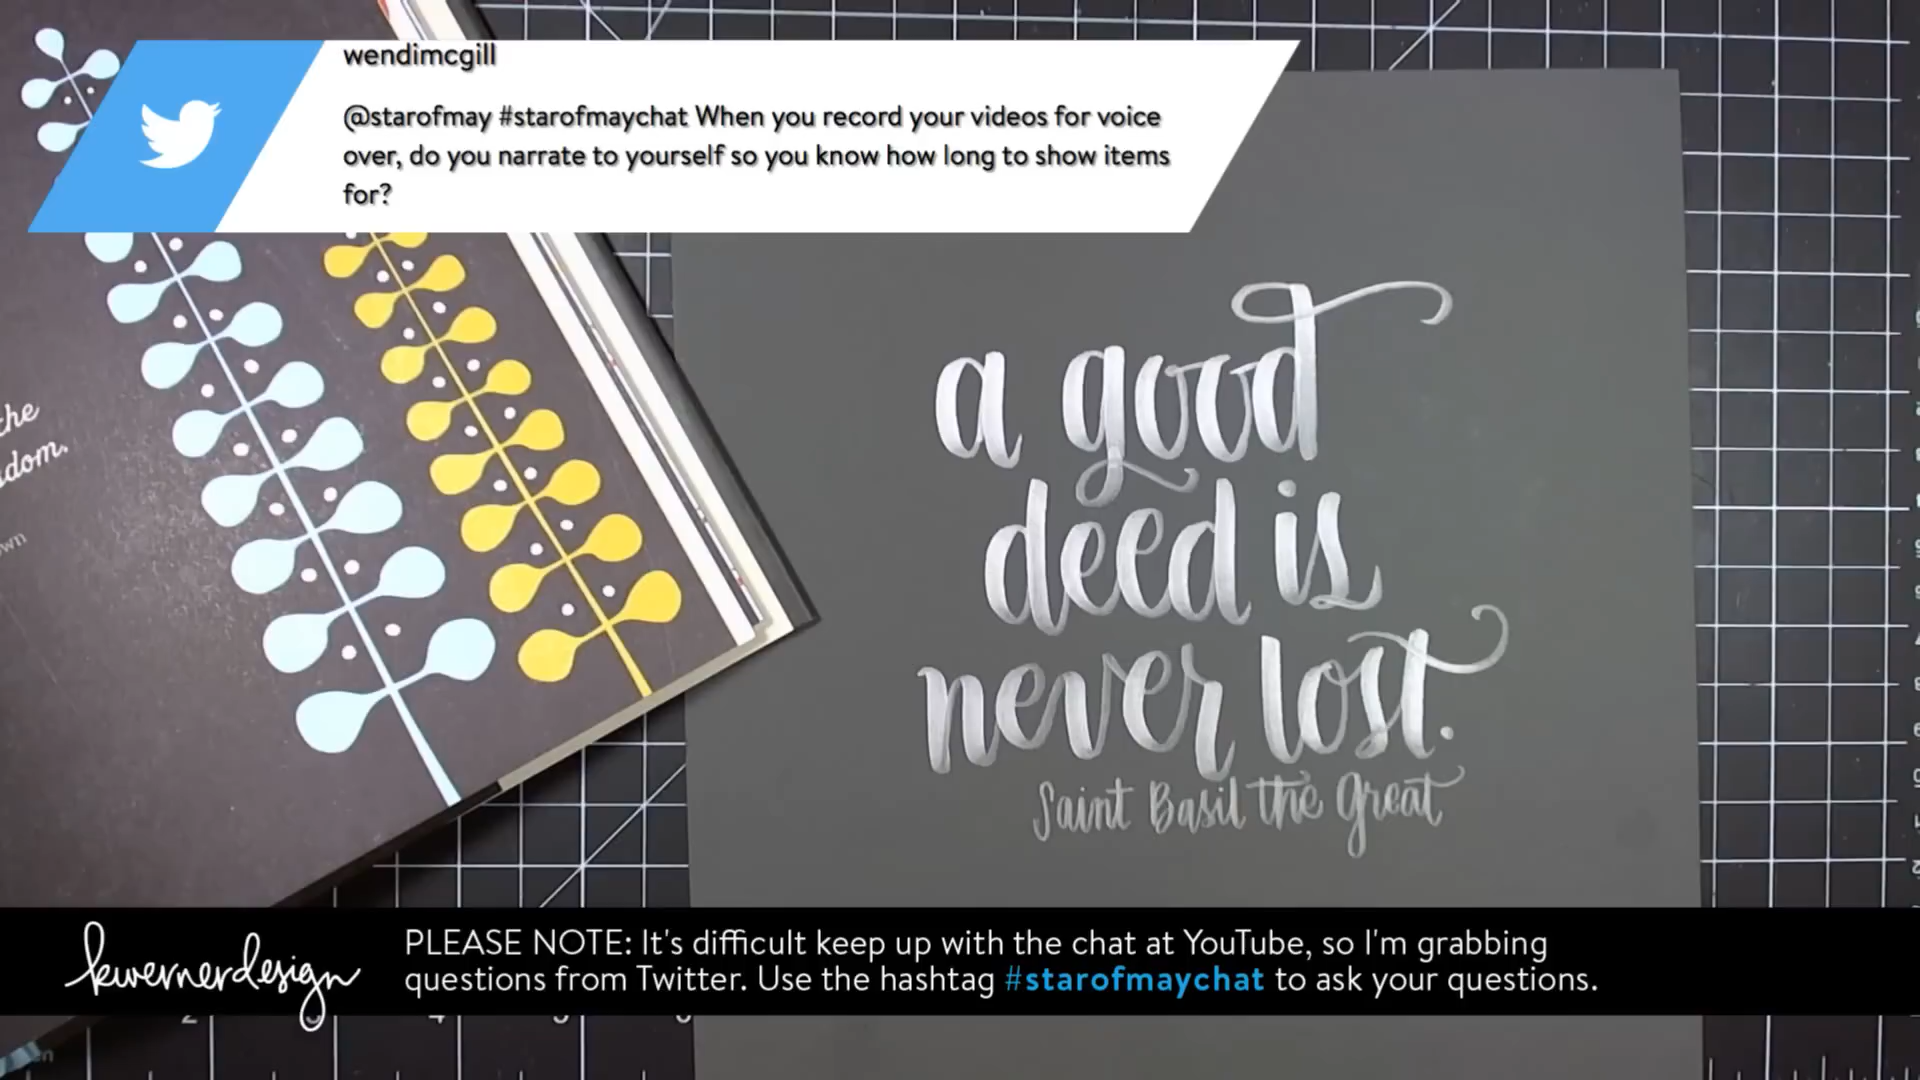 wendimcgill
@starofmay #starofmaychat When you record your videos for voice
over, do you narrate to yourself so you know how long to show items
for?
the
dom.
wn
a good
deed is
never lost.
Saint Basil the Great
kwernerdesign
PLEASE NOTE: It's difficult keep up with the chat at YouTube, so I'm grabbing
questions from Twitter. Use the hashtag #starofmaychat to ask your questions.